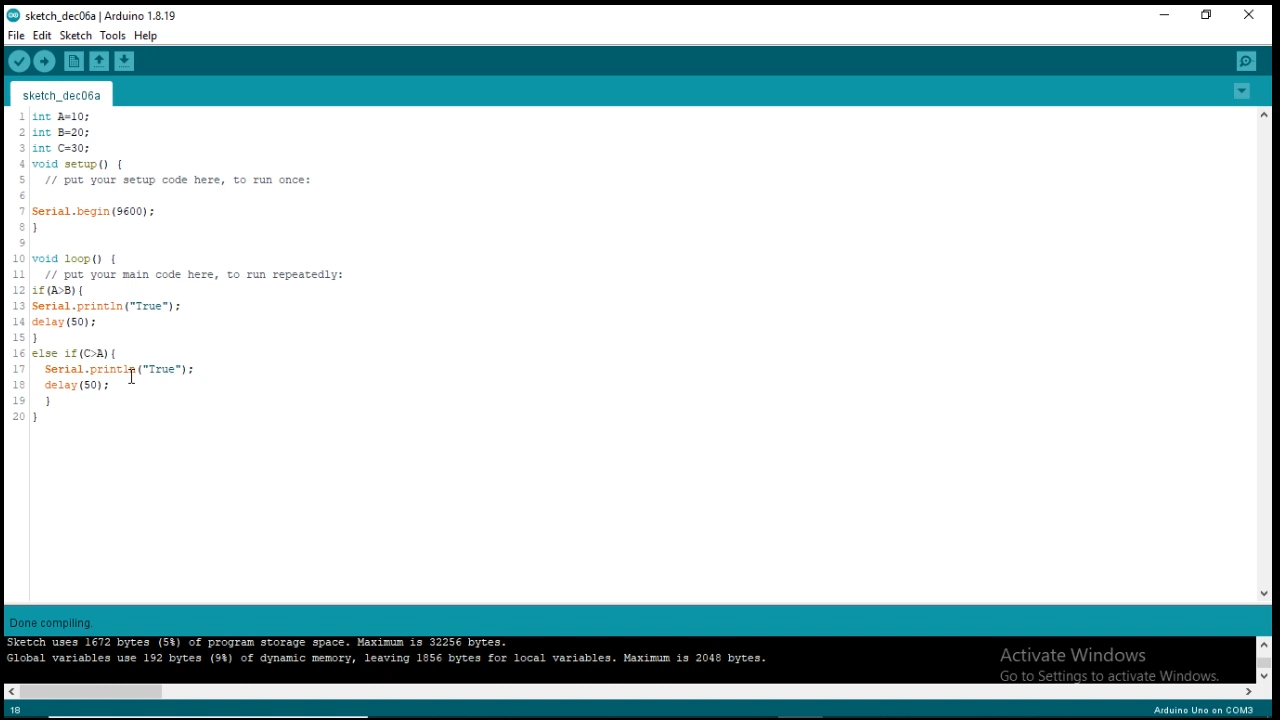 sketch_dec06a | Arduino 1.8.19
File Edit Sketch Tools Help
sketch_dec06a
1 int A=10;
2 int B=20;
3 int C=30;
4 void setup() {
5   // put your setup code here, to run once:
6
7 Serial.begin(9600);
8 }
9
10 void loop() {
11   // put your main code here, to run repeatedly:
12 if(A>B){
13 Serial.println("True");
14 delay(50);
15 }
16 else if(C>A){
17   Serial.println("True");
18   delay(50);
19   }
20 }
Done compiling.
Sketch uses 1672 bytes (5%) of program storage space. Maximum is 32256 bytes.
Global variables use 192 bytes (9%) of dynamic memory, leaving 1856 bytes for local variables. Maximum is 2048 bytes.
Activate Windows
Go to Settings to activate Windows.
18 Arduino Uno on COM3